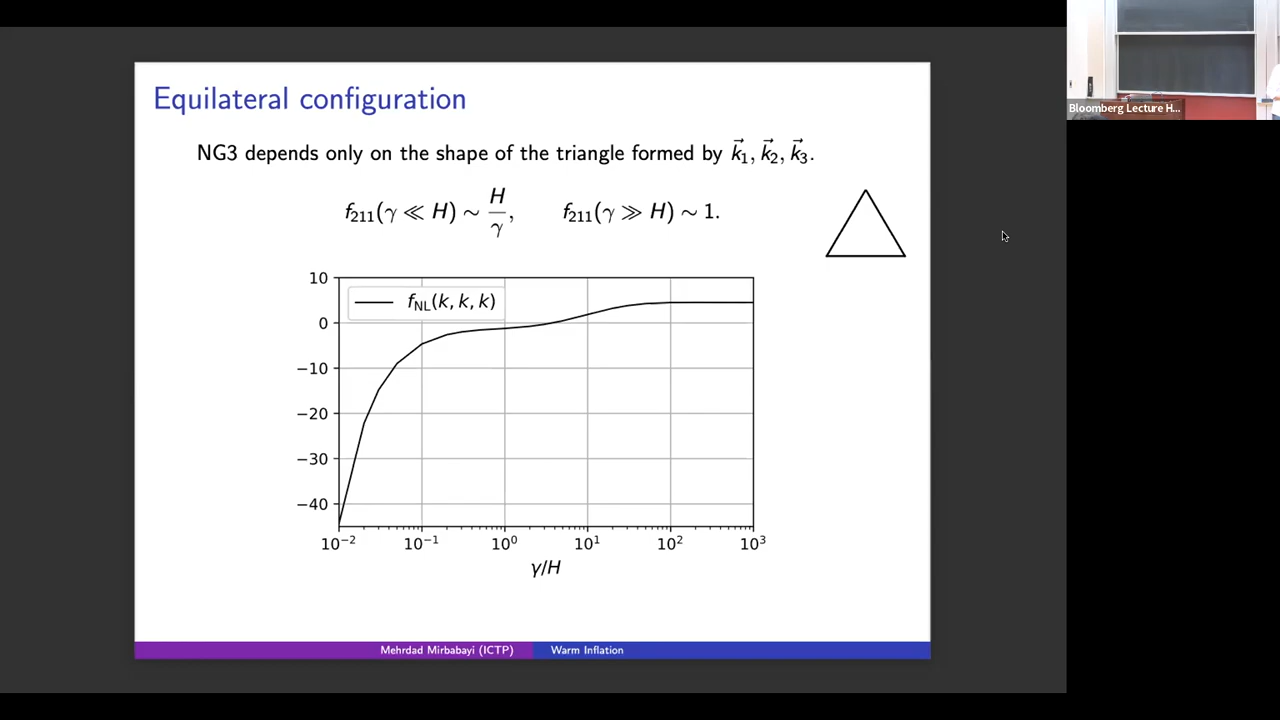 Bloomberg Lecture H...
Equilateral configuration
NG3 depends only on the shape of the triangle formed by k⃗₁, k⃗₂, k⃗₃.
f₂₁₁(γ ≪ H) ∼ H/γ, f₂₁₁(γ ≫ H) ∼ 1.
f_NL(k, k, k)
10
0
−10
−20
−30
−40
10⁻² 10⁻¹ 10⁰ 10¹ 10² 10³
γ/H
Mehrdad Mirbabayi (ICTP) Warm Inflation